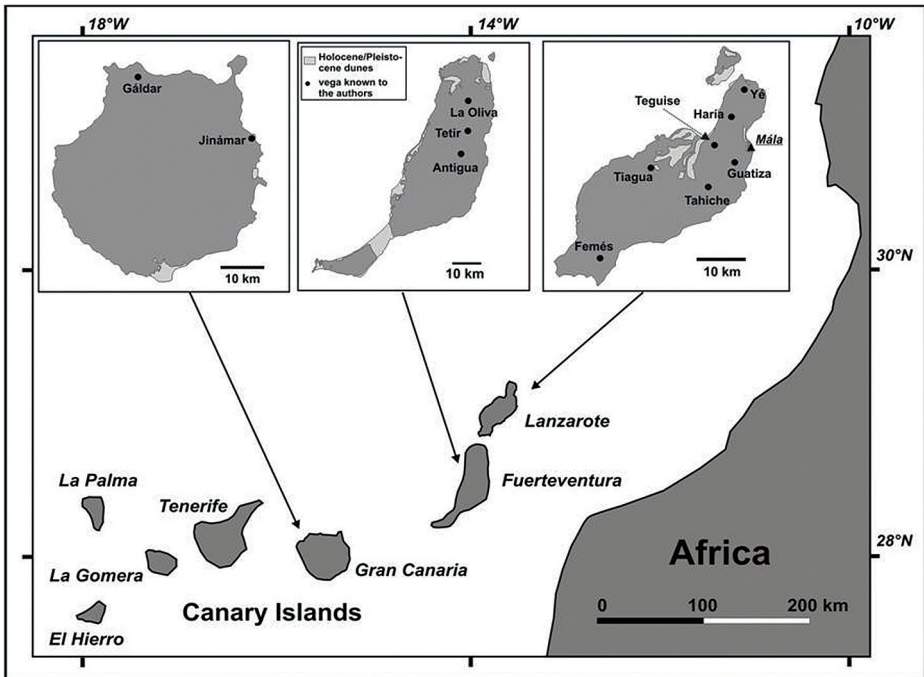 18°W
14°W
10°W
Gáldar
Jinámar
10 km
Holocene/Pleisto-
cene dunes
vega known to
the authors
La Oliva
Tetir
Antigua
10 km
Yé
Teguise
Haría
Mála
Tiagua
Guatiza
Tahiche
Femés
10 km
30°N
Lanzarote
Fuerteventura
La Palma
Tenerife
28°N
Africa
La Gomera
Gran Canaria
Canary Islands
0 100 200 km
El Hierro